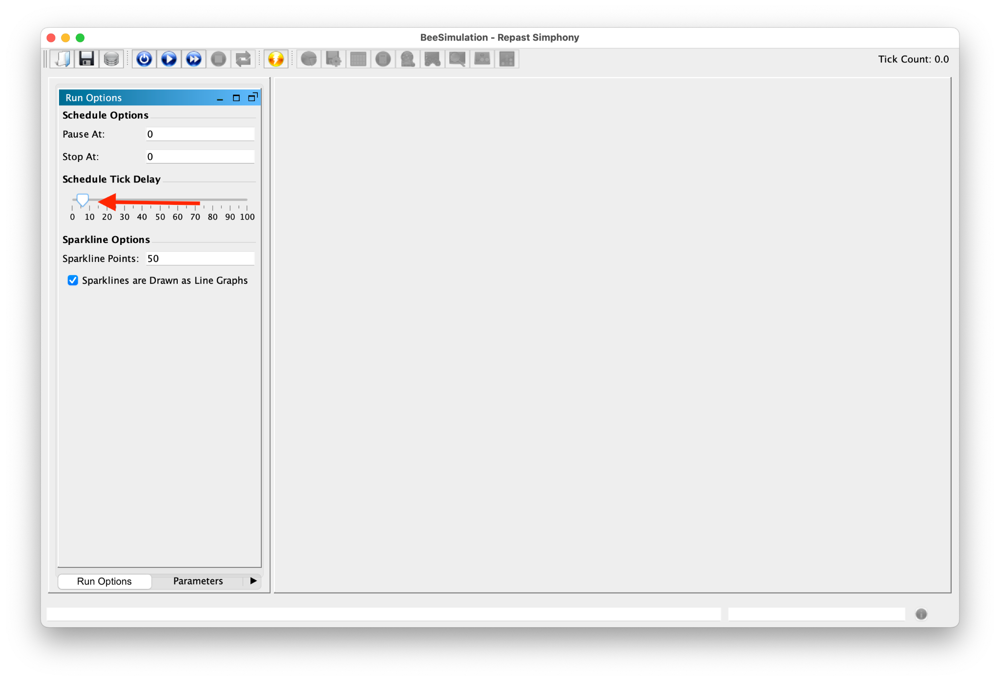 BeeSimulation - Repast Simphony
Tick Count: 0.0
Run Options
Schedule Options
Pause At: 0
Stop At: 0
Schedule Tick Delay
0 10 20 30 40 50 60 70 80 90 100
Sparkline Options
Sparkline Points: 50
Sparklines are Drawn as Line Graphs
Run Options Parameters